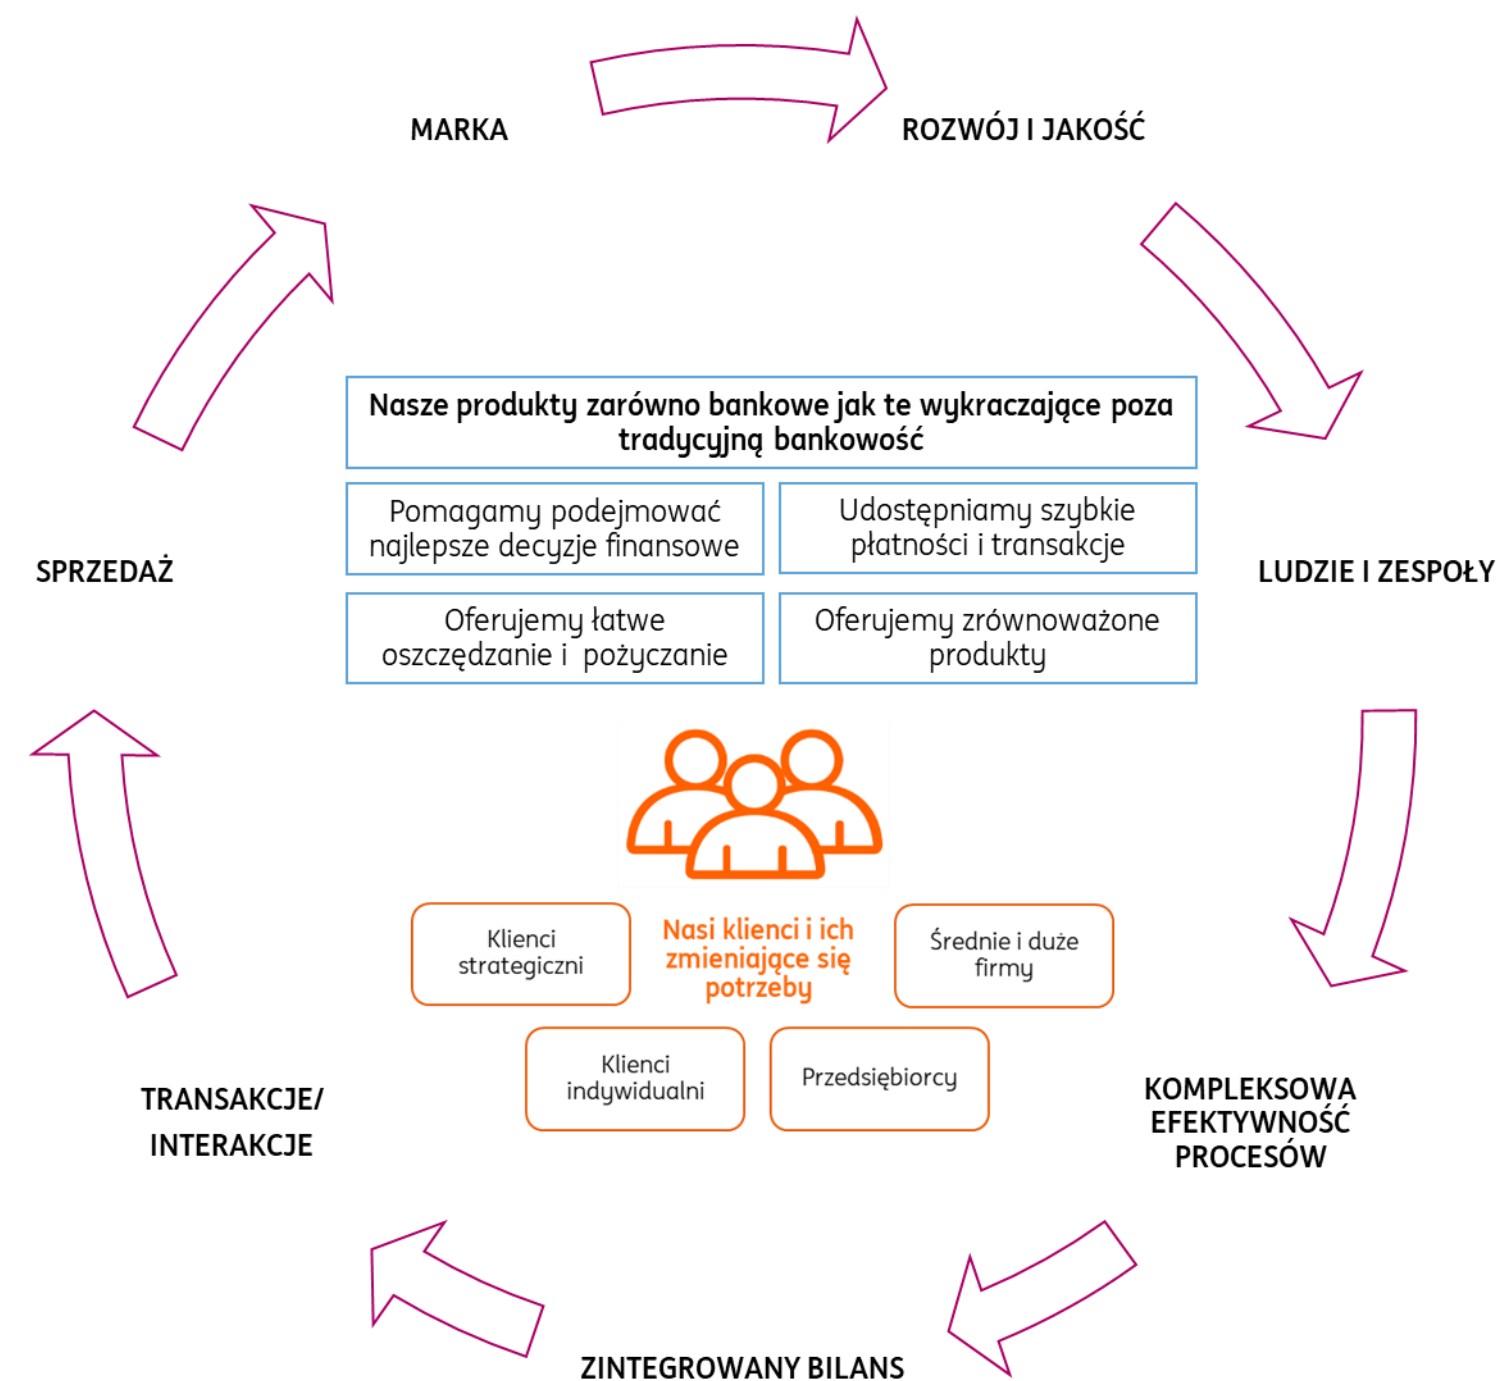 MARKA
ROZWÓJ I JAKOŚĆ
Nasze produkty zarówno bankowe jak te wykraczające poza
tradycyjną bankowość
Pomagamy podejmować
najlepsze decyzje finansowe
Udostępniamy szybkie
płatności i transakcje
SPRZEDAŻ
LUDZIE I ZESPOŁY
Oferujemy łatwe
oszczędzanie i pożyczanie
Oferujemy zrównoważone
produkty
Klienci
strategiczni
Nasi klienci i ich
zmieniające się
potrzeby
Średnie i duże
firmy
Klienci
indywidualni
Przedsiębiorcy
TRANSAKCJE/
INTERAKCJE
KOMPLEKSOWA
EFEKTYWNOŚĆ
PROCESÓW
ZINTEGROWANY BILANS